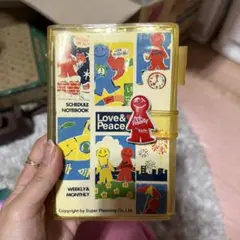 SCHEDULE
NOTEBOOK
Love&
Peace
WEEKLY&
MONTHLY
Copyright by Super Planning Co.,Ltd.